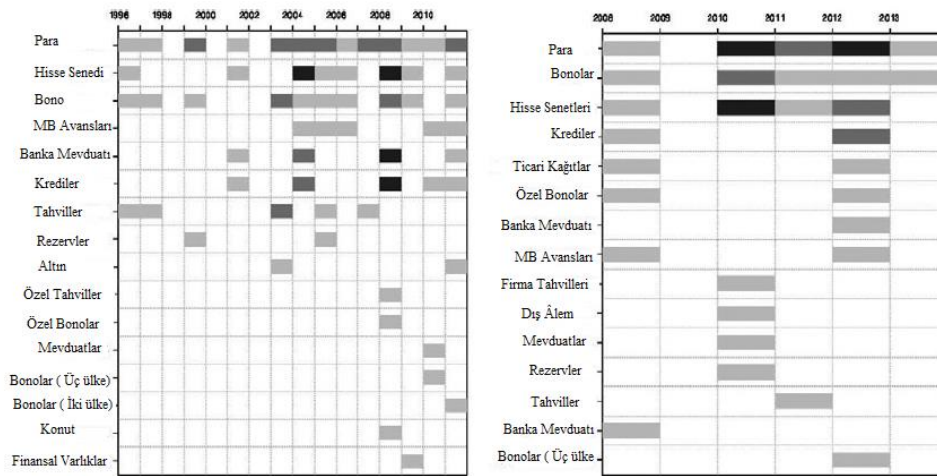 1996 1998 2000 2002 2004 2006 2008 2010
Para
Hisse Senedi
Bono
MB Avansları
Banka Mevduatı
Krediler
Tahviller
Rezervler
Altın
Özel Tahviller
Özel Bonolar
Mevduatlar
Bonolar ( Üç ülke)
Bonolar ( İki ülke)
Konut
Finansal Varlıklar
2008 2009 2010 2011 2012 2013
Para
Bonolar
Hisse Senetleri
Krediler
Ticari Kağıtlar
Özel Bonolar
Banka Mevduatı
MB Avansları
Firma Tahvilleri
Dış Âlem
Mevduatlar
Rezervler
Tahviller
Banka Mevduatı
Bonolar ( Üç ülke